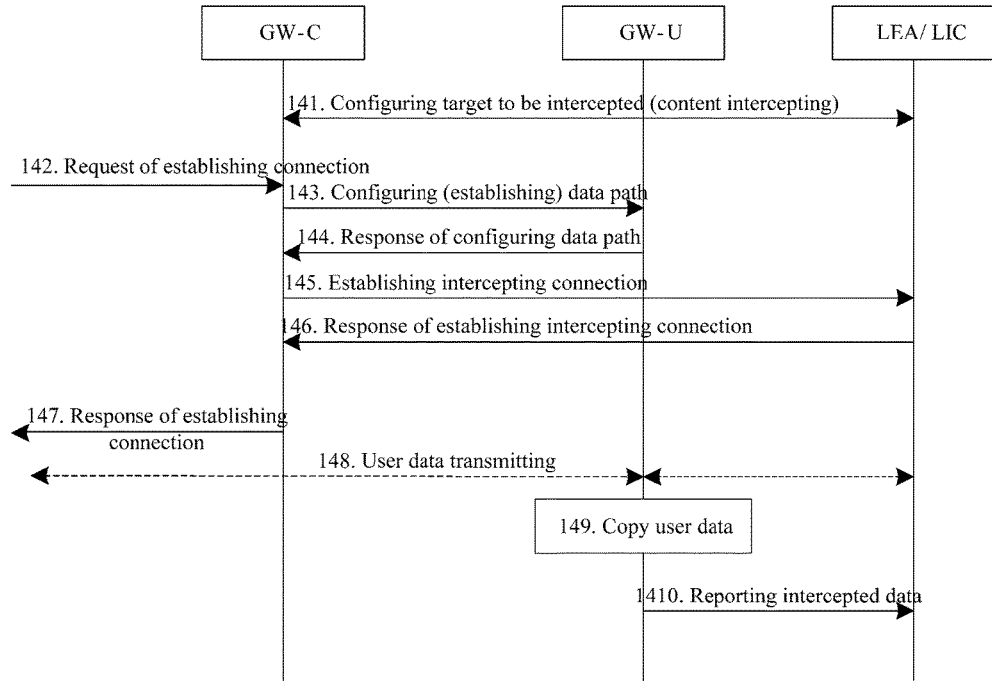 GW-C
GW-U
LEA/ LIC
141. Configuring target to be intercepted (content intercepting)
142. Request of establishing connection
143. Configuring (establishing) data path
144. Response of configuring data path
145. Establishing intercepting connection
146. Response of establishing intercepting connection
147. Response of establishing
connection
148. User data transmitting
149. Copy user data
1410. Reporting intercepted data